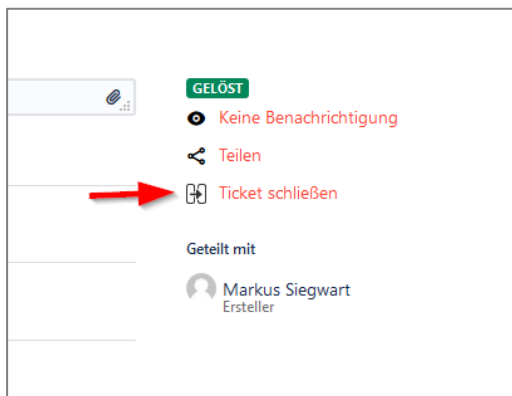 GELÖST
Keine Benachrichtigung
Teilen
Ticket schließen
Geteilt mit
Markus Siegwart
Ersteller